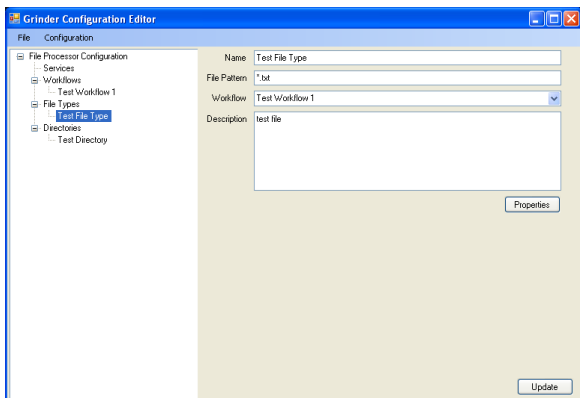 Grinder Configuration Editor
File Configuration
File Processor Configuration
Services
Workflows
Test Workflow 1
File Types
Test File Type
Directories
Test Directory
Name Test File Type
File Pattern *.txt
Workflow Test Workflow 1
Description test file
Properties
Update